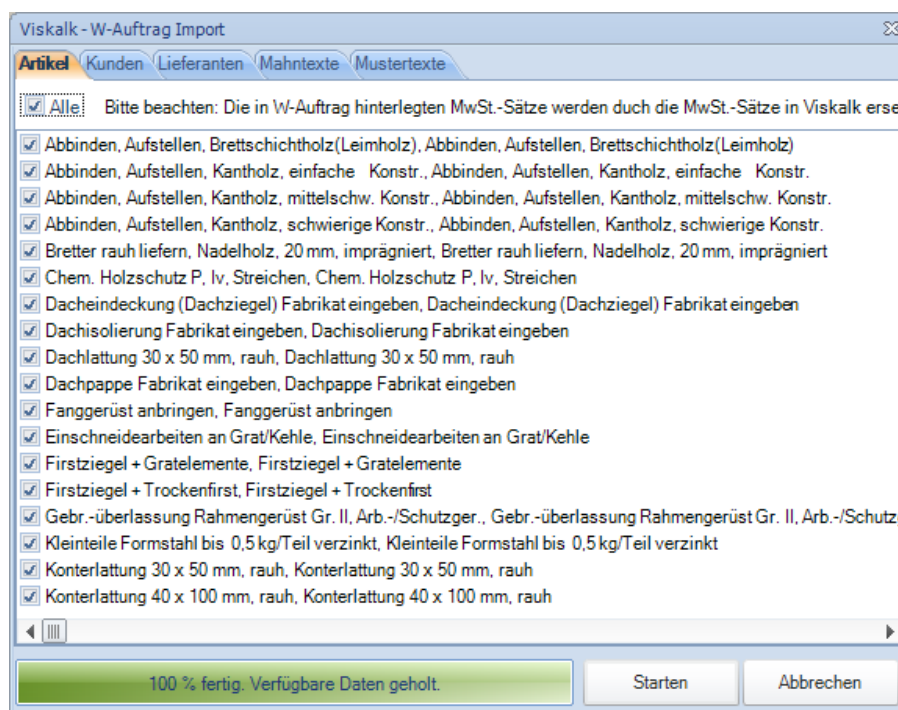 Viskalk - W-Auftrag Import
Artikel Kunden Lieferanten Mahntexte Mustertexte
Alle Bitte beachten: Die in W-Auftrag hinterlegten MwSt.-Sätze werden duch die MwSt.-Sätze in Viskalk erse
Abbinden, Aufstellen, Brettschichtholz(Leimholz), Abbinden, Aufstellen, Brettschichtholz(Leimholz)
Abbinden, Aufstellen, Kantholz, einfache Konstr., Abbinden, Aufstellen, Kantholz, einfache Konstr.
Abbinden, Aufstellen, Kantholz, mittelschw. Konstr., Abbinden, Aufstellen, Kantholz, mittelschw. Konstr.
Abbinden, Aufstellen, Kantholz, schwierige Konstr., Abbinden, Aufstellen, Kantholz, schwierige Konstr.
Bretter rauh liefern, Nadelholz, 20 mm, imprägniert, Bretter rauh liefern, Nadelholz, 20 mm, imprägniert
Chem. Holzschutz P, Iv, Streichen, Chem. Holzschutz P, Iv, Streichen
Dacheindeckung (Dachziegel) Fabrikat eingeben, Dacheindeckung (Dachziegel) Fabrikat eingeben
Dachisolierung Fabrikat eingeben, Dachisolierung Fabrikat eingeben
Dachlattung 30 x 50 mm, rauh, Dachlattung 30 x 50 mm, rauh
Dachpappe Fabrikat eingeben, Dachpappe Fabrikat eingeben
Fanggerüst anbringen, Fanggerüst anbringen
Einschneidearbeiten an Grat/Kehle, Einschneidearbeiten an Grat/Kehle
Firstziegel + Gratelemente, Firstziegel + Gratelemente
Firstziegel + Trockenfirst, Firstziegel + Trockenfirst
Gebr.-überlassung Rahmengerüst Gr. II, Arb.-/Schutzger., Gebr.-überlassung Rahmengerüst Gr. II, Arb.-/Schutzg
Kleinteile Formstahl bis 0,5 kg/Teil verzinkt, Kleinteile Formstahl bis 0,5 kg/Teil verzinkt
Konterlattung 30 x 50 mm, rauh, Konterlattung 30 x 50 mm, rauh
Konterlattung 40 x 100 mm, rauh, Konterlattung 40 x 100 mm, rauh
100 % fertig. Verfügbare Daten geholt. Starten Abbrechen